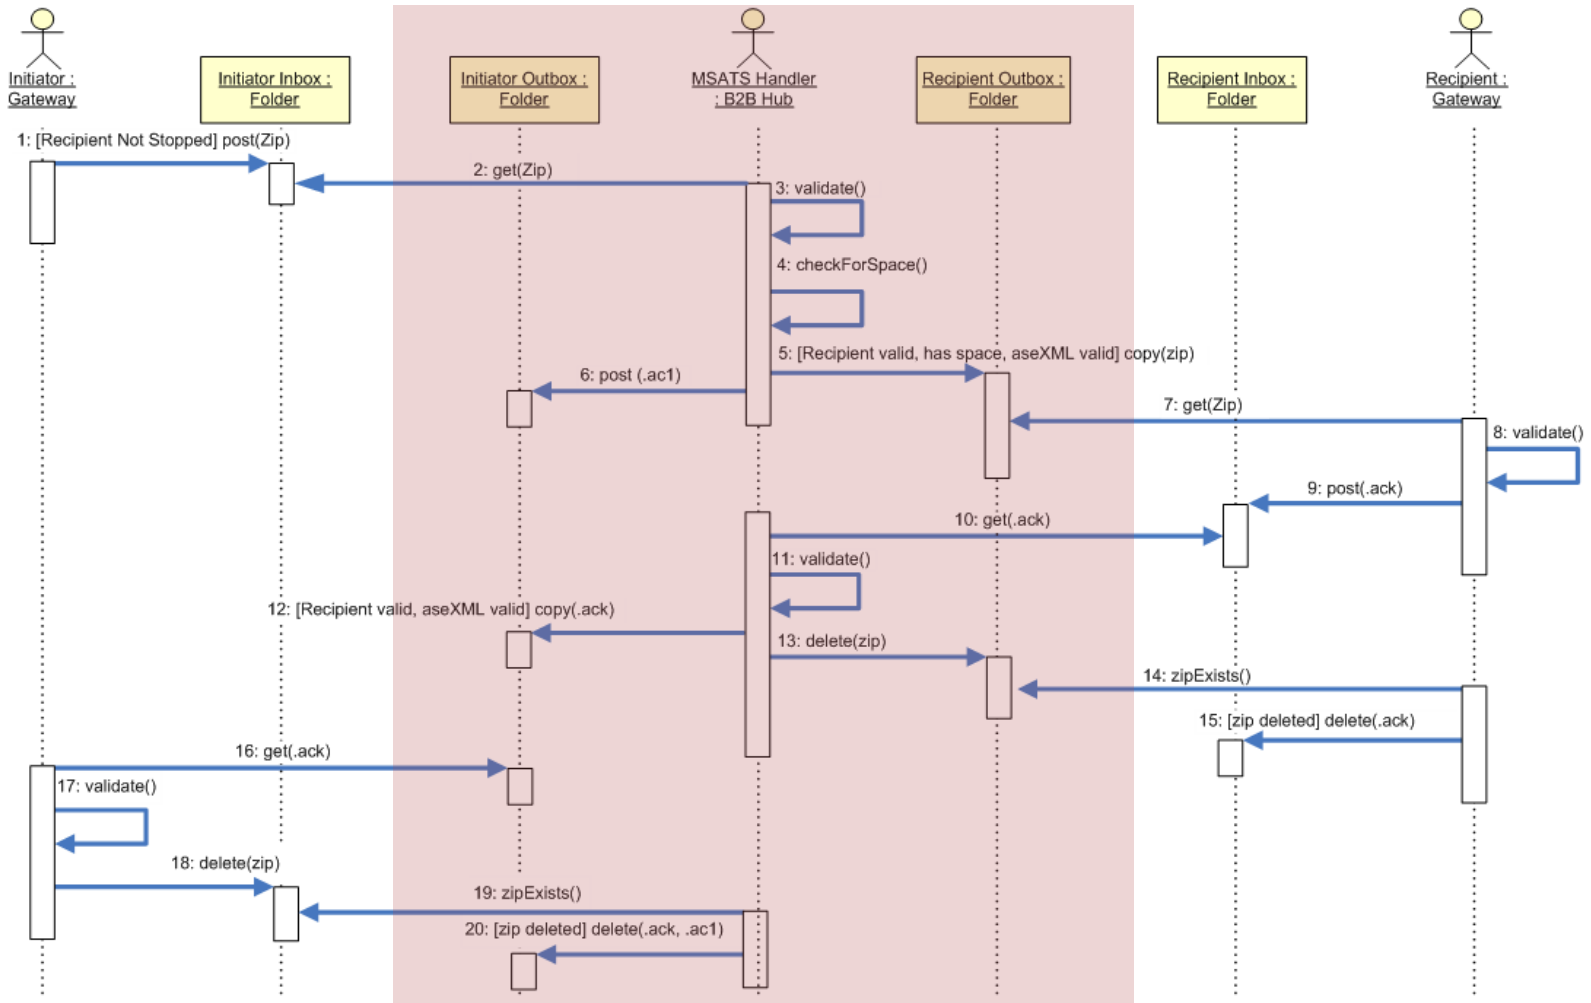 Initiator :
Gateway
Initiator Inbox :
Folder
Initiator Outbox :
Folder
MSATS Handler
: B2B Hub
Recipient Outbox :
Folder
Recipient Inbox :
Folder
Recipient :
Gateway
1: [Recipient Not Stopped] post(Zip)
2: get(Zip)
3: validate()
4: checkForSpace()
5: [Recipient valid, has space, aseXML valid] copy(zip)
6: post (.ac1)
7: get(Zip)
8: validate()
9: post(.ack)
10: get(.ack)
11: validate()
12: [Recipient valid, aseXML valid] copy(.ack)
13: delete(zip)
14: zipExists()
15: [zip deleted] delete(.ack)
16: get(.ack)
17: validate()
18: delete(zip)
19: zipExists()
20: [zip deleted] delete(.ack, .ac1)